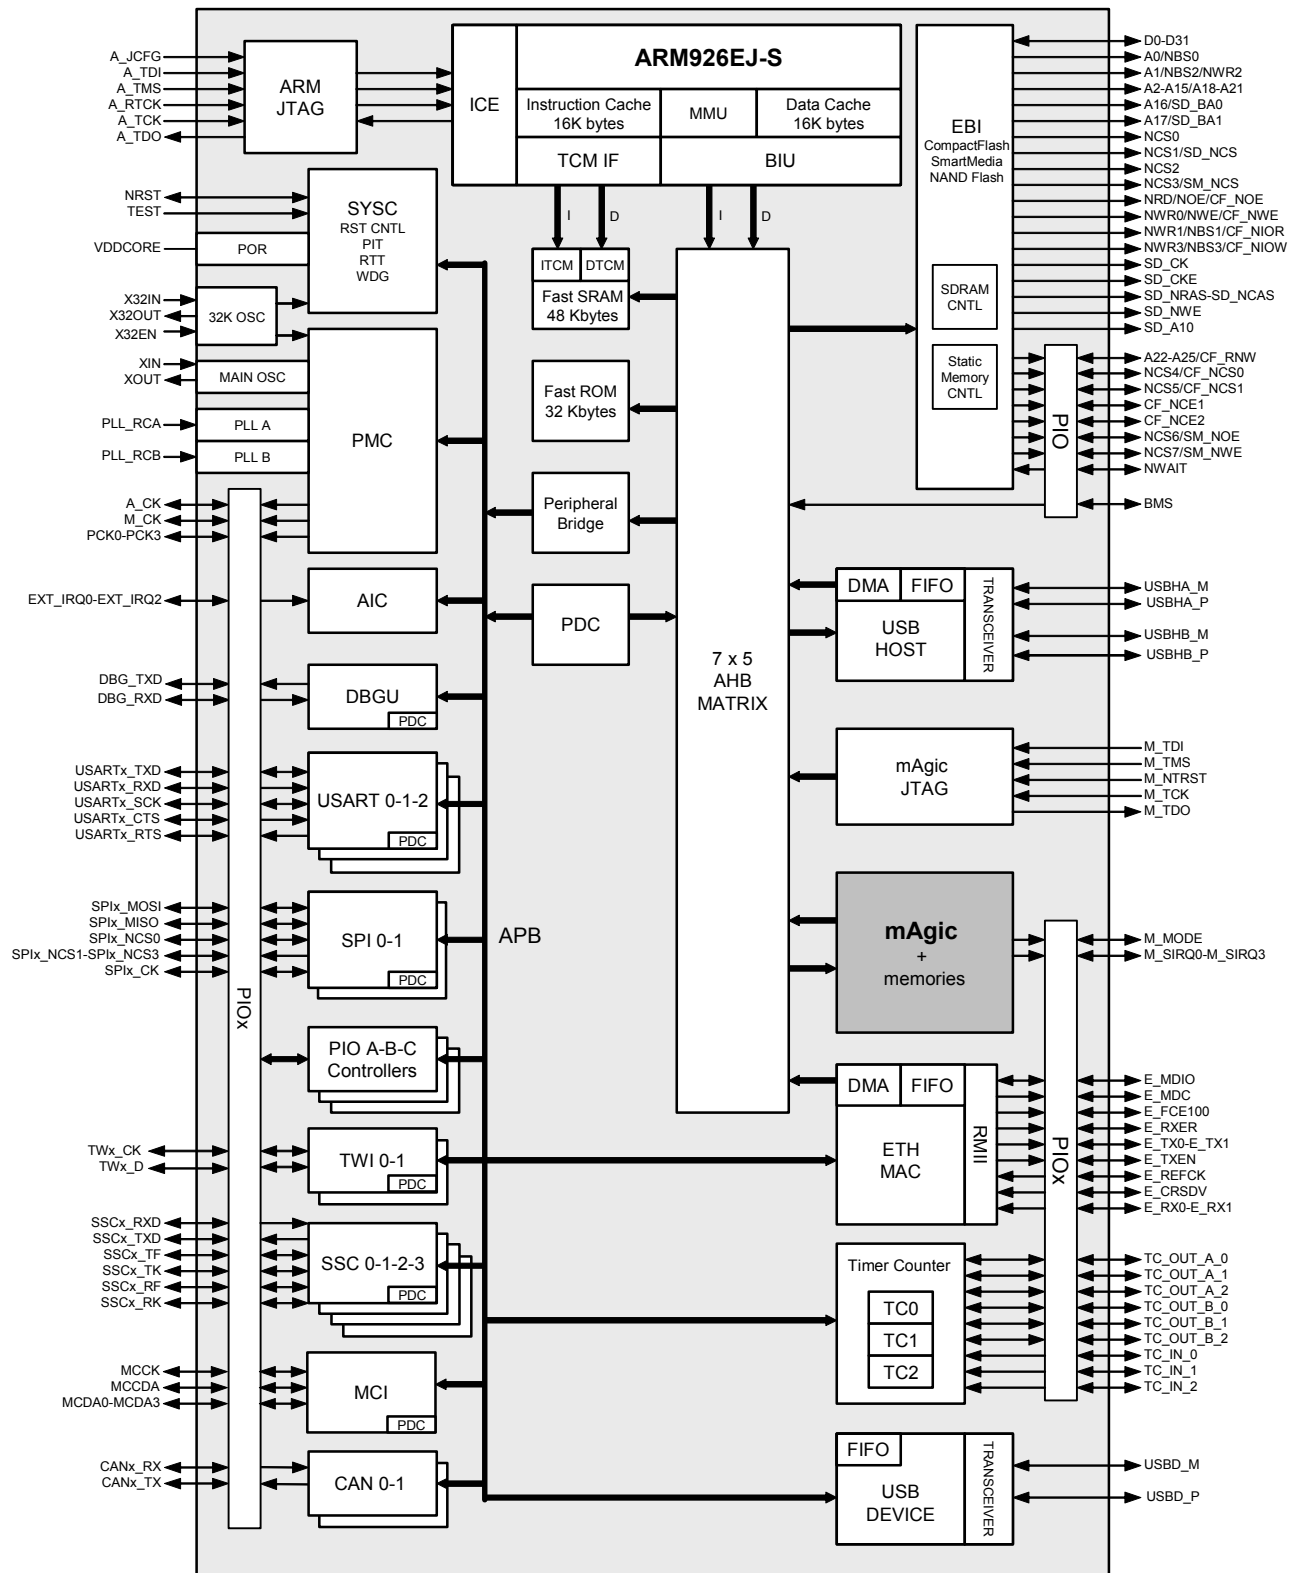 A_JCFG
A_TDI
A_TMS
A_RTCK
A_TCK
A_TDO
ARM
JTAG
ICE
ARM926EJ-S
Instruction Cache
16K bytes
MMU
Data Cache
16K bytes
TCM IF
BIU
I
D
I
D
NRST
TEST
VDDCORE
X32IN
X32OUT
X32EN
XIN
XOUT
PLL_RCA
PLL_RCB
A_CK
M_CK
PCK0-PCK3
EXT_IRQ0-EXT_IRQ2
DBG_TXD
DBG_RXD
USARTx_TXD
USARTx_RXD
USARTx_SCK
USARTx_CTS
USARTx_RTS
SPIx_MOSI
SPIx_MISO
SPIx_NCS0
SPIx_NCS1-SPIx_NCS3
SPIx_CK
TWx_CK
TWx_D
SSCx_RXD
SSCx_TXD
SSCx_TF
SSCx_TK
SSCx_RF
SSCx_RK
MCCK
MCCDA
MCDA0-MCDA3
CANx_RX
CANx_TX
PIOx
SYSC
RST CNTL
PIT
RTT
WDG
POR
32K OSC
MAIN OSC
PLL A
PLL B
PMC
AIC
DBGU
PDC
USART 0-1-2
PDC
SPI 0-1
PDC
PIO A-B-C
Controllers
TWI 0-1
PDC
SSC 0-1-2-3
PDC
MCI
PDC
CAN 0-1
APB
ITCM
DTCM
Fast SRAM
48 Kbytes
Fast ROM
32 Kbytes
Peripheral
Bridge
PDC
7 x 5
AHB
MATRIX
EBI
CompactFlash
SmartMedia
NAND Flash
SDRAM
CNTL
Static
Memory
CNTL
PIO
DMA
FIFO
USB
HOST
TRANSCEIVER
mAgic
JTAG
mAgic
+
memories
DMA
FIFO
ETH
MAC
RMII
PIOx
Timer Counter
TC0
TC1
TC2
FIFO
USB
DEVICE
TRANSCEIVER
D0-D31
A0/NBS0
A1/NBS2/NWR2
A2-A15/A18-A21
A16/SD_BA0
A17/SD_BA1
NCS0
NCS1/SD_NCS
NCS2
NCS3/SM_NCS
NRD/NOE/CF_NOE
NWR0/NWE/CF_NWE
NWR1/NBS1/CF_NIOR
NWR3/NBS3/CF_NIOW
SD_CK
SD_CKE
SD_NRAS-SD_NCAS
SD_NWE
SD_A10
A22-A25/CF_RNW
NCS4/CF_NCS0
NCS5/CF_NCS1
CF_NCE1
CF_NCE2
NCS6/SM_NOE
NCS7/SM_NWE
NWAIT
BMS
USBHA_M
USBHA_P
USBHB_M
USBHB_P
M_TDI
M_TMS
M_NTRST
M_TCK
M_TDO
M_MODE
M_SIRQ0-M_SIRQ3
E_MDIO
E_MDC
E_FCE100
E_RXER
E_TX0-E_TX1
E_TXEN
E_REFCK
E_CRSDV
E_RX0-E_RX1
TC_OUT_A_0
TC_OUT_A_1
TC_OUT_A_2
TC_OUT_B_0
TC_OUT_B_1
TC_OUT_B_2
TC_IN_0
TC_IN_1
TC_IN_2
USBD_M
USBD_P